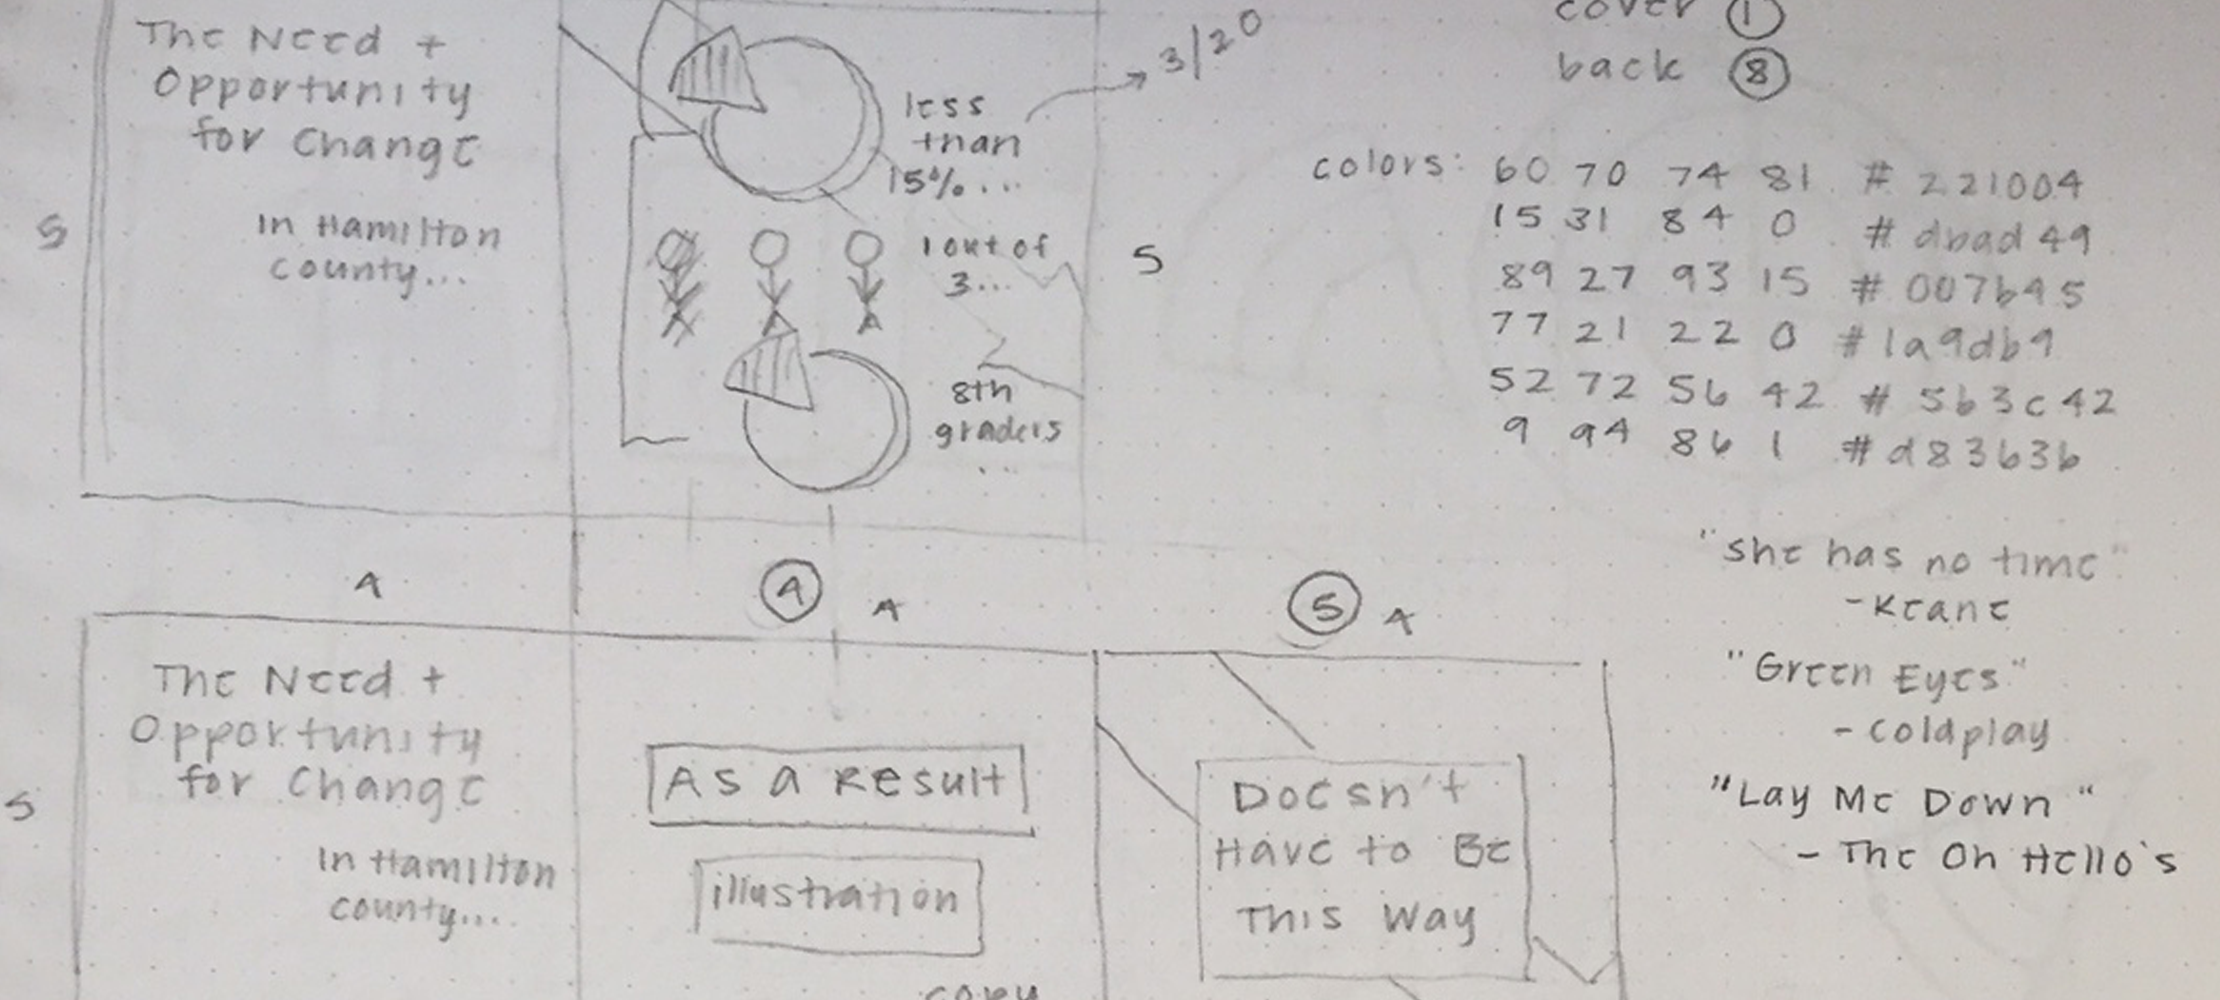 The Need +
Opportunity
for Change
In Hamilton
county...
5
less
than
15%...
3/20
1 out of
3...
8th
graders
...
5
cover 1
back 8
colors: 60 70 74 81 #221004
15 31 84 0 #dbad49
89 27 93 15 #007b45
77 21 22 0 #1a9db9
52 72 56 42 #5b3c42
9 94 86 1 #d83b3b
"She has no time"
-Keane
"Green Eyes"
-Coldplay
"Lay Me Down"
- The Oh Hello's
4
4 4
5 4
5
The Need +
Opportunity
for Change
In Hamilton
county...
As a Result
illustration
copy
Doesn't
Have to Be
This Way